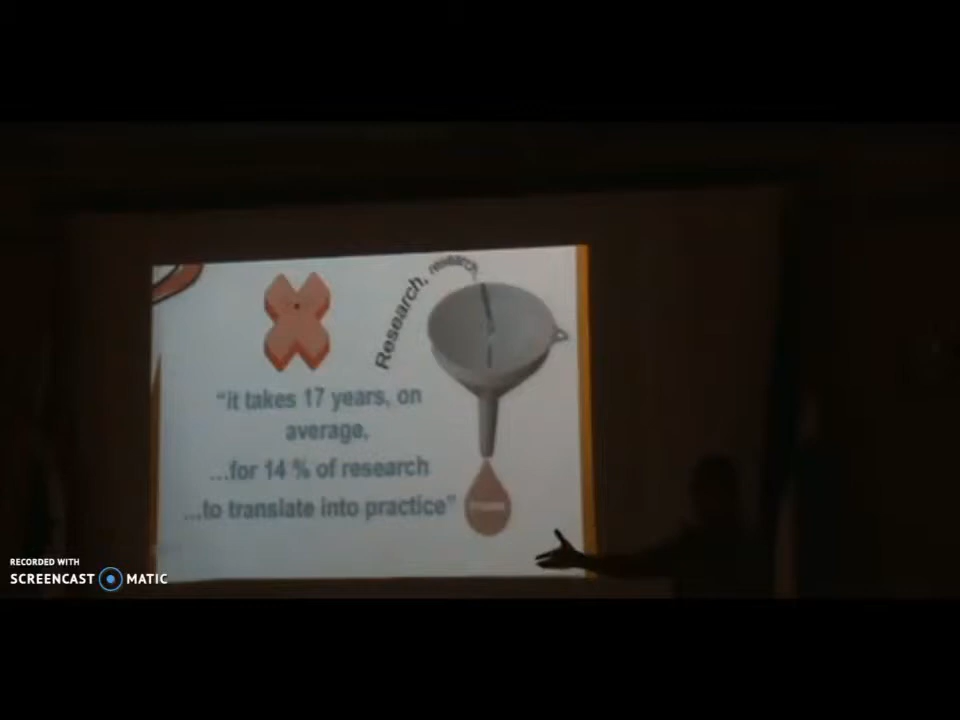 Research, research,
"it takes 17 years, on
average,
...for 14 % of research
...to translate into practice"
RECORDED WITH
SCREENCAST MATIC